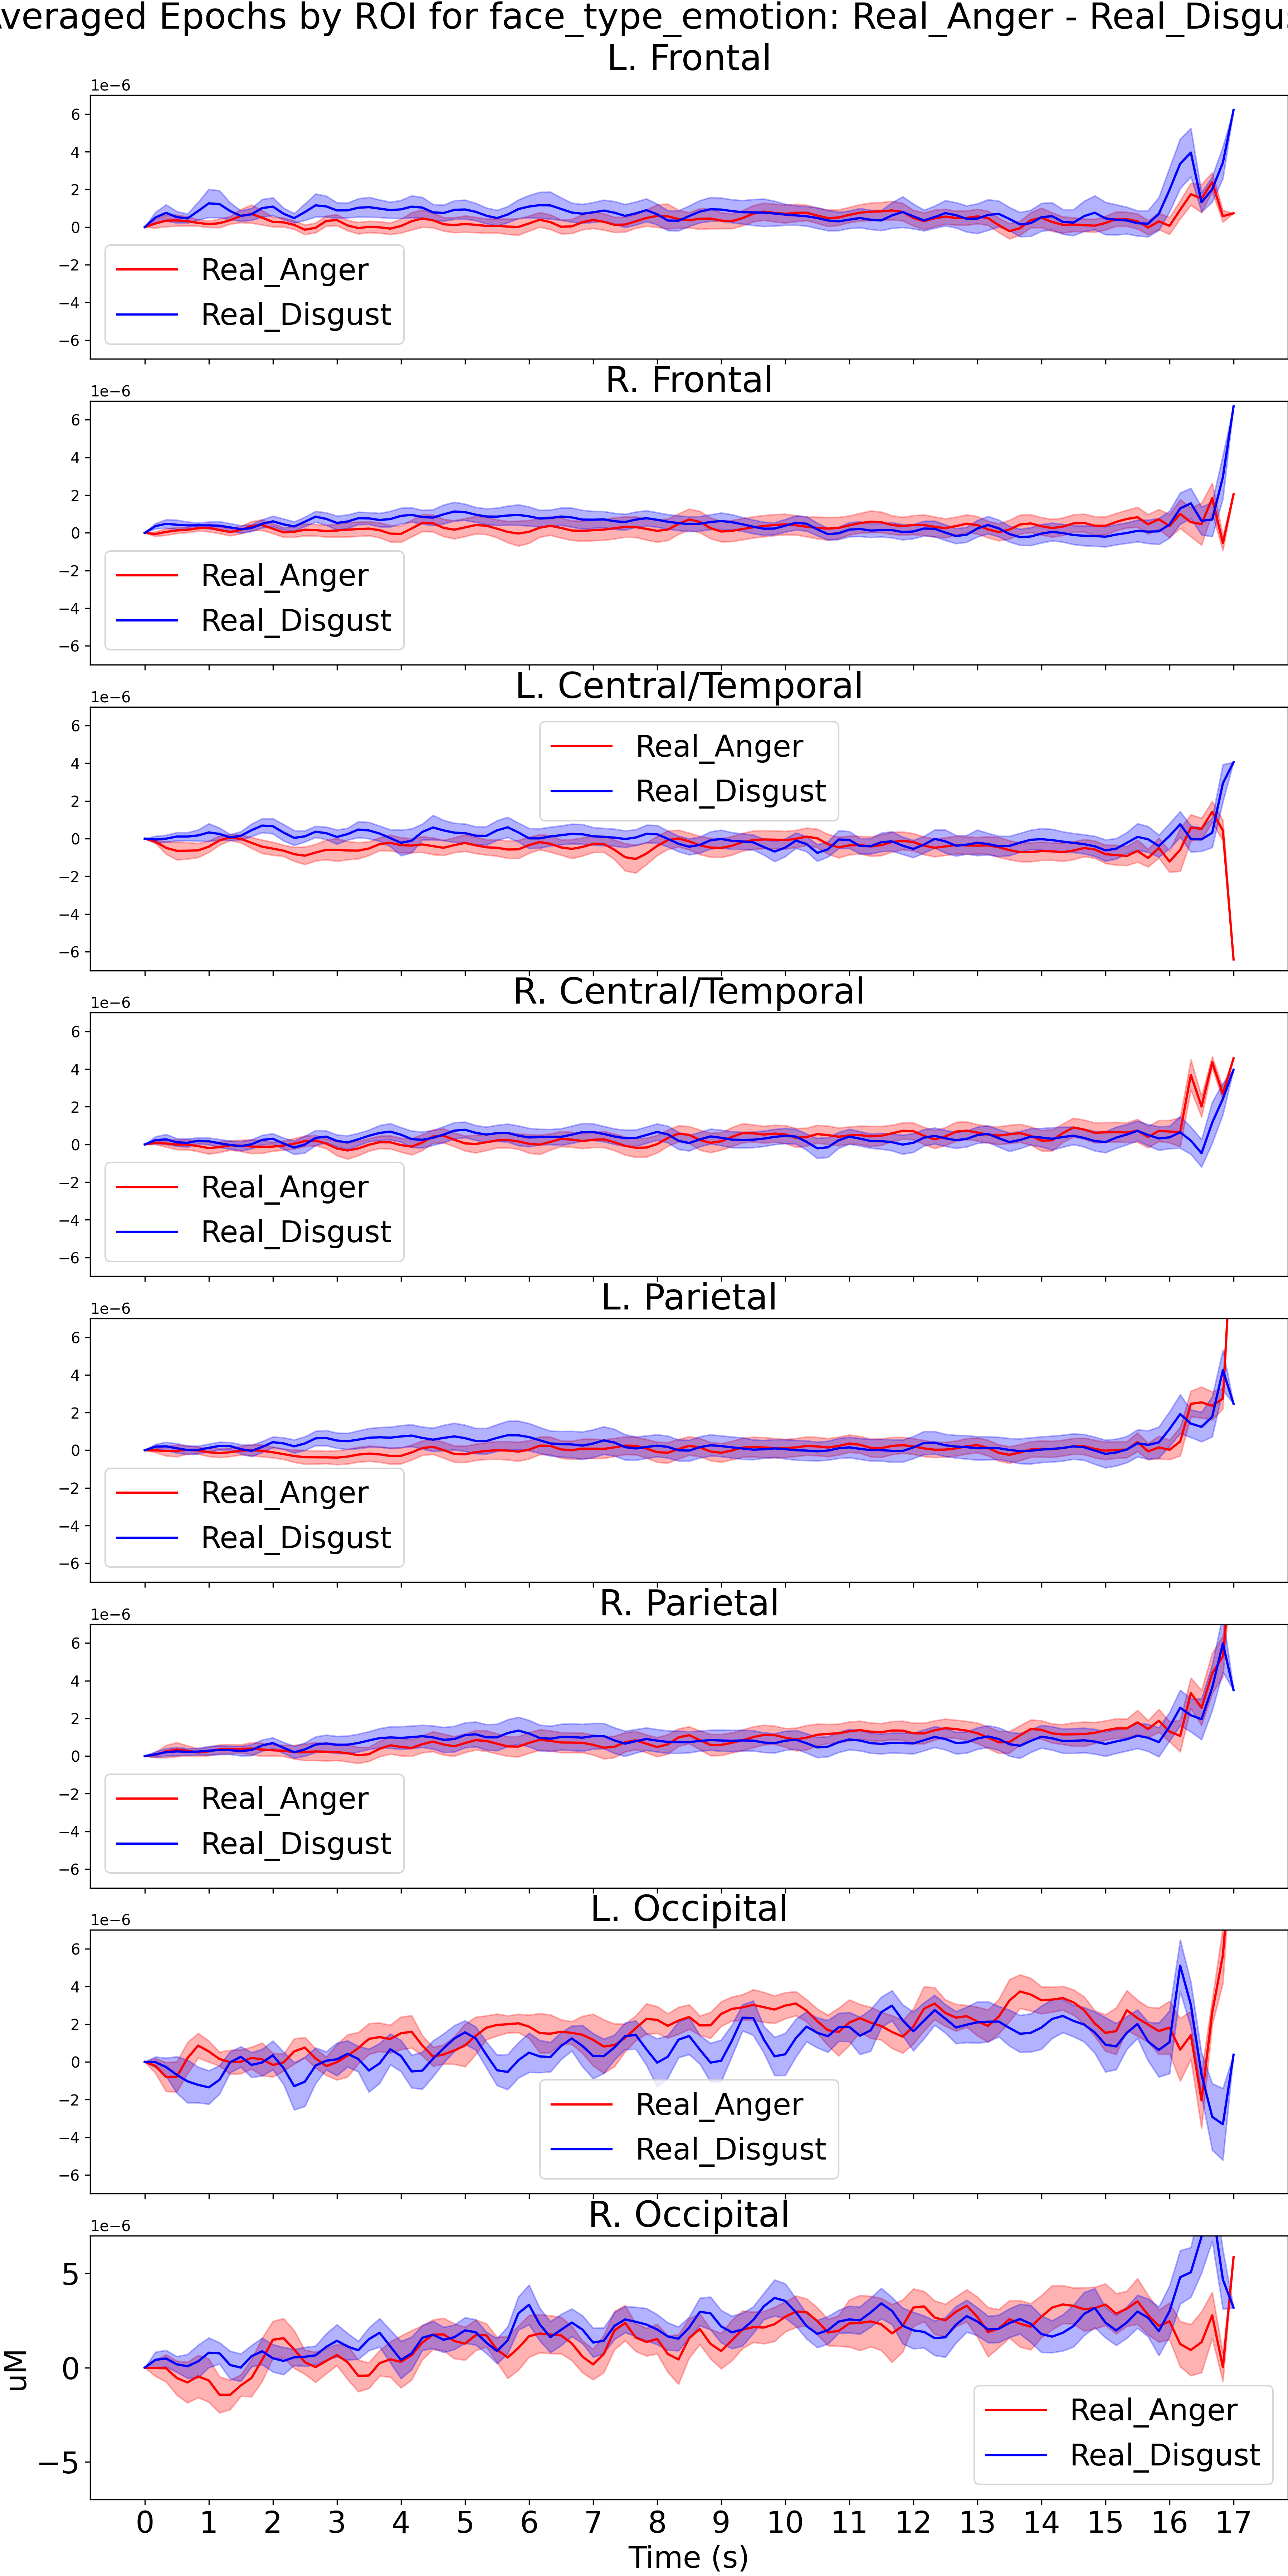 veraged Epochs by ROI for face_type_emotion: Real_Anger - Real_Disgu
L. Frontal
1e−6
6
4
2
0
−2
−4
−6
Real_Anger
Real_Disgust
R. Frontal
1e−6
6
4
2
0
−2
−4
−6
Real_Anger
Real_Disgust
L. Central/Temporal
1e−6
6
4
2
0
−2
−4
−6
Real_Anger
Real_Disgust
R. Central/Temporal
1e−6
6
4
2
0
−2
−4
−6
Real_Anger
Real_Disgust
L. Parietal
1e−6
6
4
2
0
−2
−4
−6
Real_Anger
Real_Disgust
R. Parietal
1e−6
6
4
2
0
−2
−4
−6
Real_Anger
Real_Disgust
L. Occipital
1e−6
6
4
2
0
−2
−4
−6
Real_Anger
Real_Disgust
R. Occipital
1e−6
5
0
−5
uM
Real_Anger
Real_Disgust
0 1 2 3 4 5 6 7 8 9 10 11 12 13 14 15 16 17
Time (s)